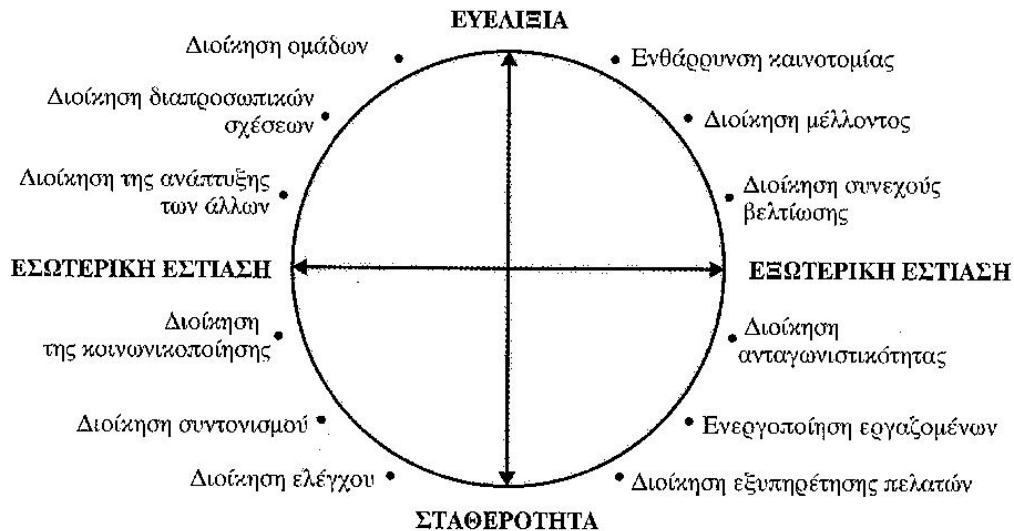 ΕΥΕΛΙΞΙΑ
Διοίκηση ομάδων
Ενθάρρυνση καινοτομίας
Διοίκηση διαπροσωπικών
σχέσεων
Διοίκηση μέλλοντος
Διοίκηση της ανάπτυξης
των άλλων
Διοίκηση συνεχούς
βελτίωσης
ΕΣΩΤΕΡΙΚΗ ΕΣΤΙΑΣΗ
ΕΞΩΤΕΡΙΚΗ ΕΣΤΙΑΣΗ
Διοίκηση
της κοινωνικοποίησης
Διοίκηση
ανταγωνιστικότητας
Διοίκηση συντονισμού
Ενεργοποίηση εργαζομένων
Διοίκηση ελέγχου
Διοίκηση εξυπηρέτησης πελατών
ΣΤΑΘΕΡΟΤΗΤΑ